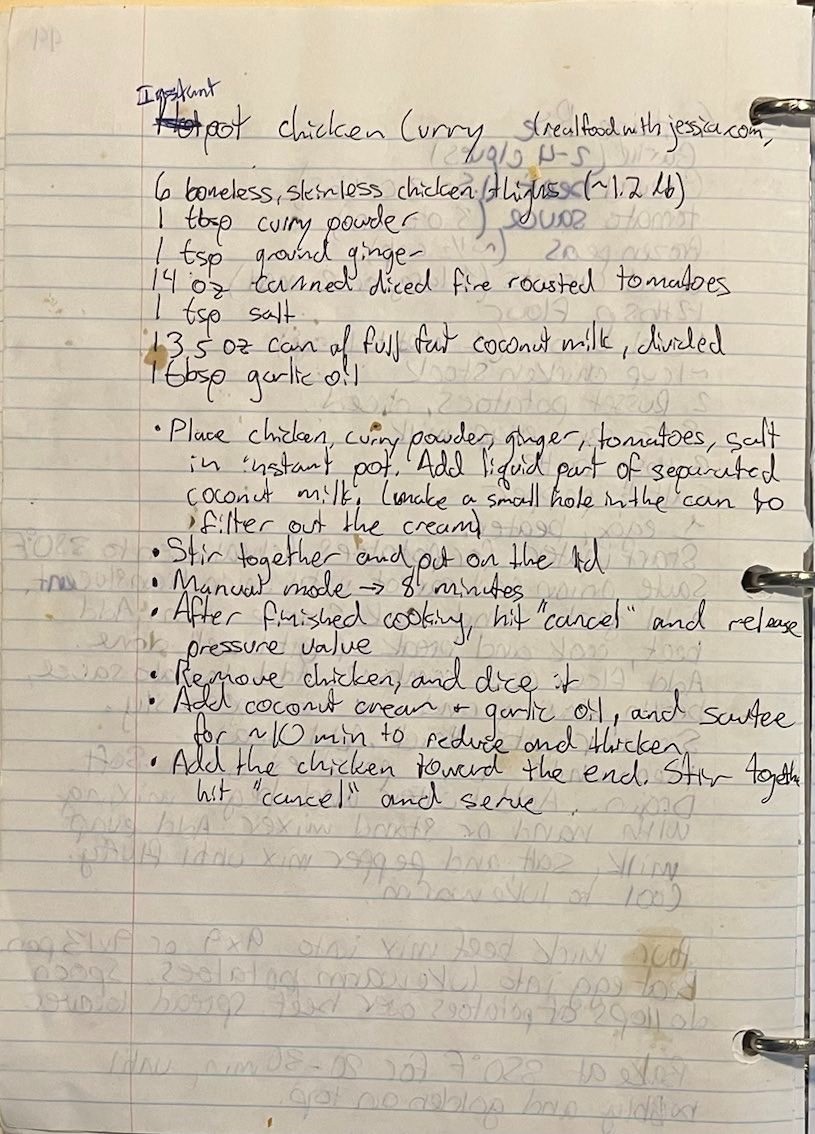 Instant
pot chicken Curry (realfoodwithjessica.com)
6 boneless, skinless chicken thighs (~1.2 lb)
1 tbsp curry powder
1 tsp ground ginger
14 oz canned diced fire roasted tomatoes
1 tsp salt
13.5 oz can of full fat coconut milk, divided
1 tbsp garlic oil
• Place chicken, curry powder, ginger, tomatoes, salt
in instant pot. Add liquid part of separated
coconut milk. (make a small hole in the can to
filter out the cream)
• Stir together and put on the lid
• Manual mode → 8 minutes
• After finished cooking, hit "cancel" and release
pressure value
• Remove chicken, and dice it
• Add coconut cream + garlic oil, and sautee
for ~10 min to reduce and thicken
• Add the chicken toward the end. Stir together
hit "cancel" and serve